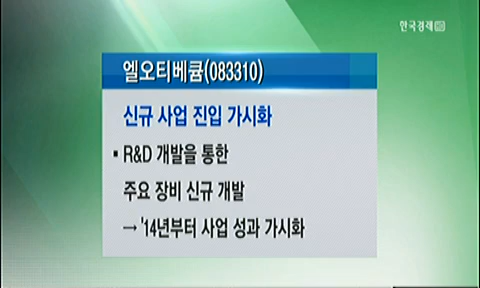 한국경제 HD
엘오티베큠(083310)
신규 사업 진입 가시화
▪ R&D 개발을 통한
주요 장비 신규 개발
→ '14년부터 사업 성과 가시화